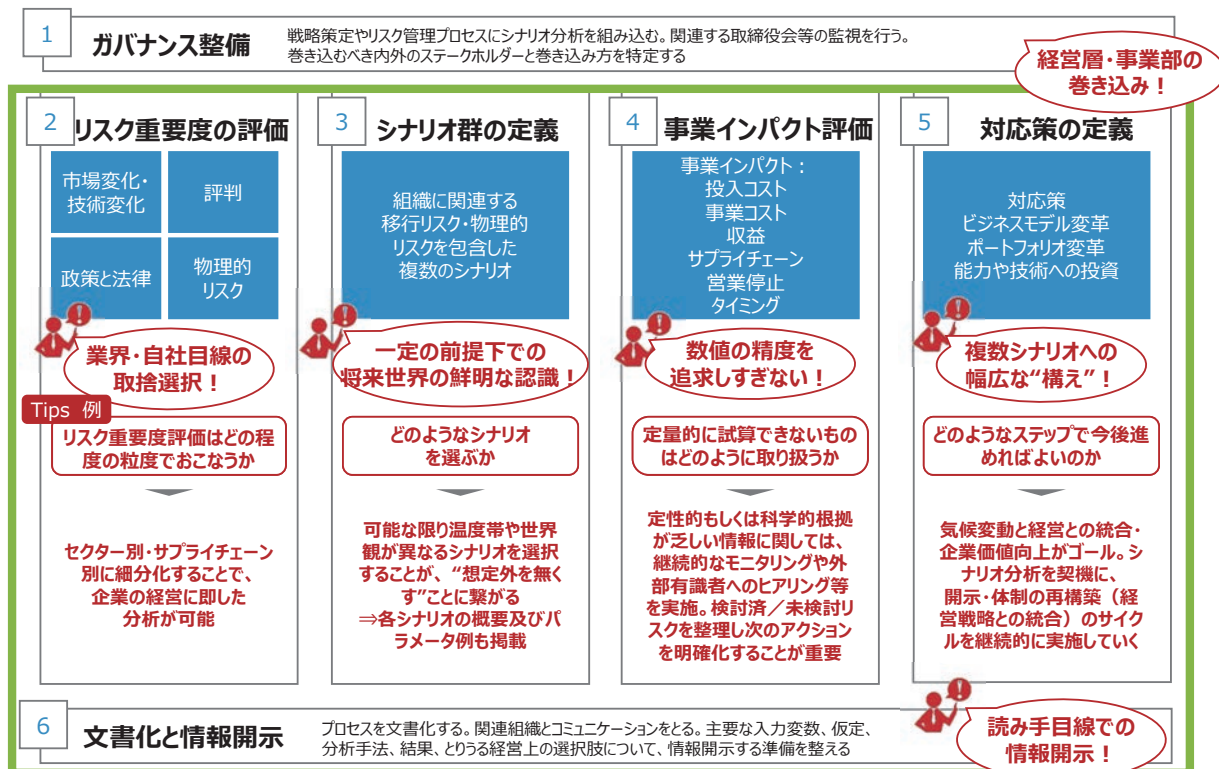 1
ガバナンス整備
戦略策定やリスク管理プロセスにシナリオ分析を組み込む。関連する取締役会等の監視を行う。
巻き込むべき内外のステークホルダーと巻き込み方を特定する
経営層・事業部の
巻き込み！
2
リスク重要度の評価
市場変化・
技術変化
評判
政策と法律
物理的
リスク
業界・自社目線の
取捨選択！
Tips 例
リスク重要度評価はどの程
度の粒度でおこなうか
セクター別・サプライチェーン
別に細分化することで、
企業の経営に即した
分析が可能
3
シナリオ群の定義
組織に関連する
移行リスク・物理的
リスクを包含した
複数のシナリオ
一定の前提下での
将来世界の鮮明な認識！
どのようなシナリオ
を選ぶか
可能な限り温度帯や世界
観が異なるシナリオを選択
することが、“想定外を無く
す”ことに繋がる
⇒各シナリオの概要及びパ
ラメータ例も掲載
4
事業インパクト評価
事業インパクト：
投入コスト
事業コスト
収益
サプライチェーン
営業停止
タイミング
数値の精度を
追求しすぎない！
定量的に試算できないもの
はどのように取り扱うか
定性的もしくは科学的根拠
が乏しい情報に関しては、
継続的なモニタリングや外
部有識者へのヒアリング等
を実施。検討済／未検討リ
スクを整理し次のアクション
を明確化することが重要
5
対応策の定義
対応策
ビジネスモデル変革
ポートフォリオ変革
能力や技術への投資
複数シナリオへの
幅広な“構え”！
どのようなステップで今後進
めればよいのか
気候変動と経営との統合・
企業価値向上がゴール。シ
ナリオ分析を契機に、
開示・体制の再構築（経
営戦略との統合）のサイク
ルを継続的に実施していく
6
文書化と情報開示
プロセスを文書化する。関連組織とコミュニケーションをとる。主要な入力変数、仮定、
分析手法、結果、とりうる経営上の選択肢について、情報開示する準備を整える
読み手目線での
情報開示！